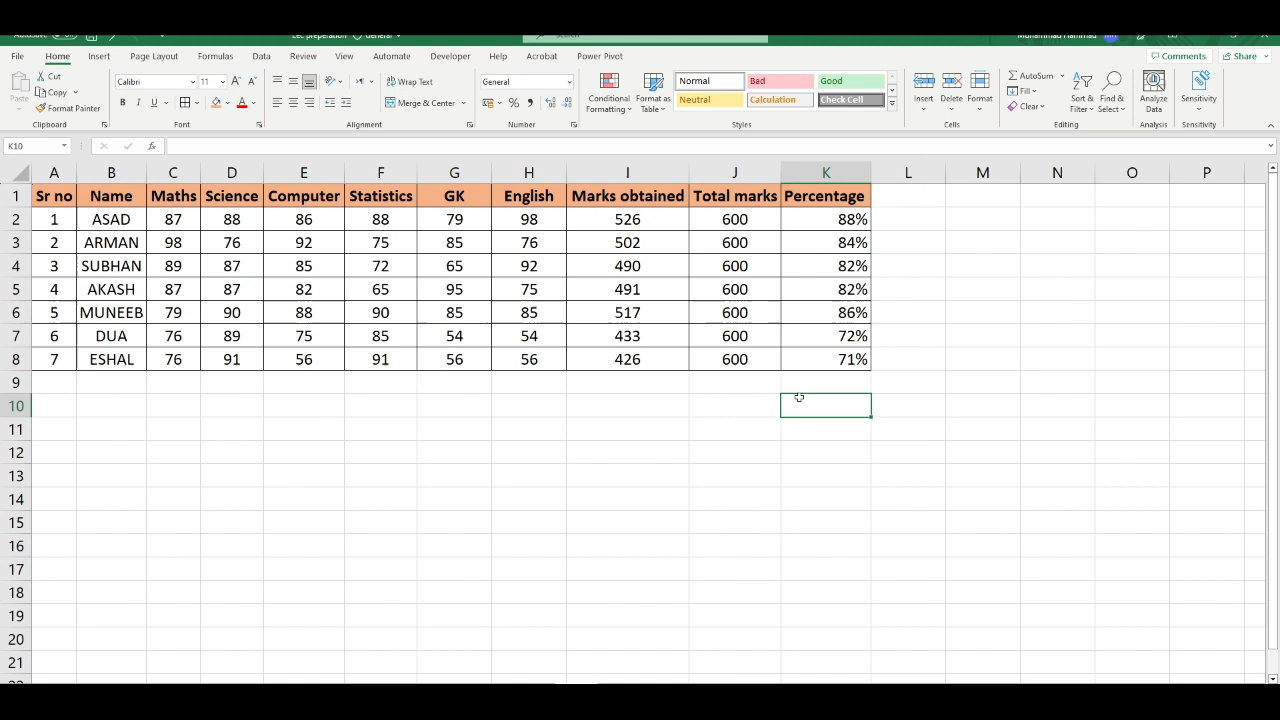 AutoSave Off Lec preperation General Search Muhammad Hammad MH
File Home Insert Page Layout Formulas Data Review View Automate Developer Help Acrobat Power Pivot Comments Share
Paste Cut Copy Format Painter
Calibri 11 A A Wrap Text General Conditional Formatting Format as Table Normal Bad Good Insert Delete Format AutoSum Fill Clear Sort & Filter Find & Select Analyze Data Sensitivity
B I U A Merge & Center % Neutral Calculation Check Cell
Clipboard Font Alignment Number Styles Cells Editing Analysis Sensitivity
K10 fx
A B C D E F G H I J K L M N O P
1 Sr no Name Maths Science Computer Statistics GK English Marks obtained Total marks Percentage
2 1 ASAD 87 88 86 88 79 98 526 600 88%
3 2 ARMAN 98 76 92 75 85 76 502 600 84%
4 3 SUBHAN 89 87 85 72 65 92 490 600 82%
5 4 AKASH 87 87 82 65 95 75 491 600 82%
6 5 MUNEEB 79 90 88 90 85 85 517 600 86%
7 6 DUA 76 89 75 85 54 54 433 600 72%
8 7 ESHAL 76 91 56 91 56 56 426 600 71%
9
10
11
12
13
14
15
16
17
18
19
20
21
22